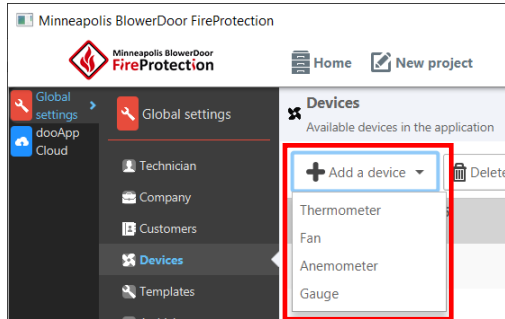 Minneapolis BlowerDoor FireProtection
Minneapolis BlowerDoor
FireProtection
Home
New project
Global
settings
dooApp
Cloud
Global settings
Technician
Company
Customers
Devices
Templates
Devices
Available devices in the application
Add a device
Delete
Thermometer
Fan
Anemometer
Gauge